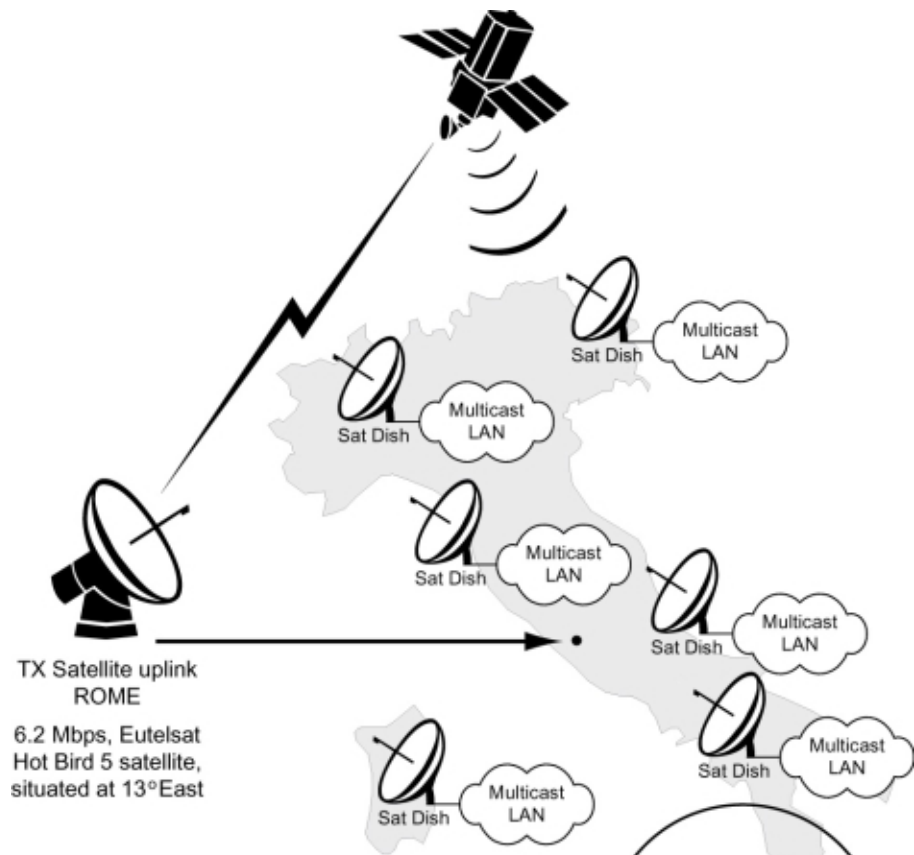 Multicast
LAN
Sat Dish
Multicast
LAN
Sat Dish
Multicast
LAN
Sat Dish
Multicast
LAN
Sat Dish
TX Satellite uplink
ROME
6.2 Mbps, Eutelsat
Hot Bird 5 satellite,
situated at 13°East
Multicast
LAN
Sat Dish
Multicast
LAN
Sat Dish